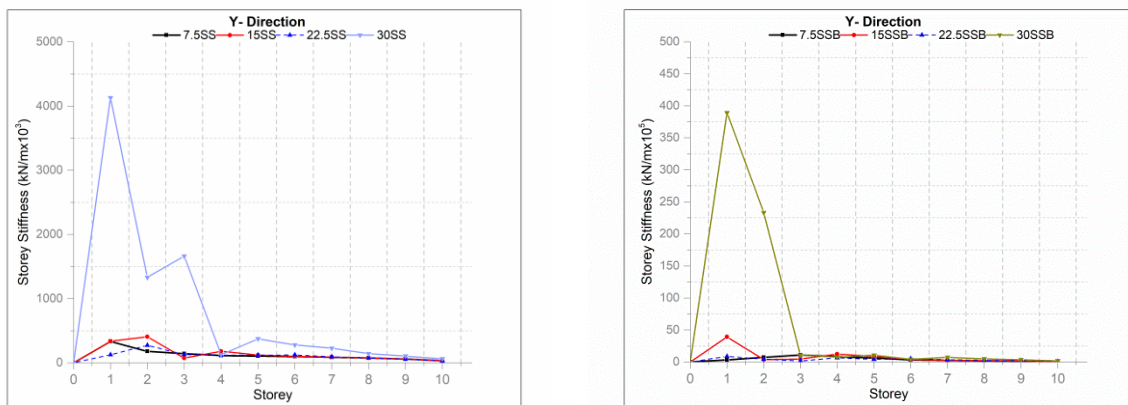 Y- Direction
7.5SS 15SS 22.5SS 30SS
5000
4000
3000
2000
1000
0
Storey Stiffness (kN/mx10³)
0 1 2 3 4 5 6 7 8 9 10
Storey
Y- Direction
7.5SSB 15SSB 22.5SSB 30SSB
500
450
400
350
300
250
200
150
100
50
0
Storey Stiffness (kN/mx10⁵)
0 1 2 3 4 5 6 7 8 9 10
Storey